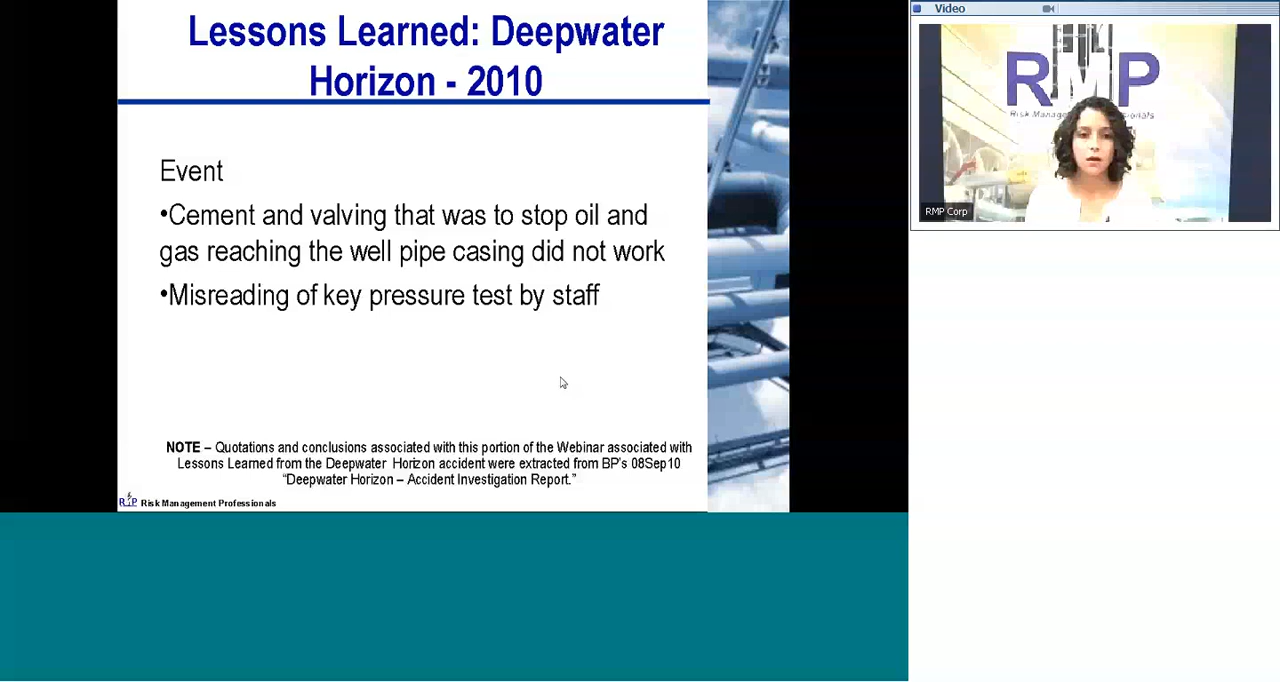 Lessons Learned: Deepwater
Horizon - 2010
Event
•Cement and valving that was to stop oil and
gas reaching the well pipe casing did not work
•Misreading of key pressure test by staff
NOTE – Quotations and conclusions associated with this portion of the Webinar associated with
Lessons Learned from the Deepwater Horizon accident were extracted from BP's 08Sep10
“Deepwater Horizon – Accident Investigation Report.”
Risk Management Professionals
Video
RMP
RMP Corp